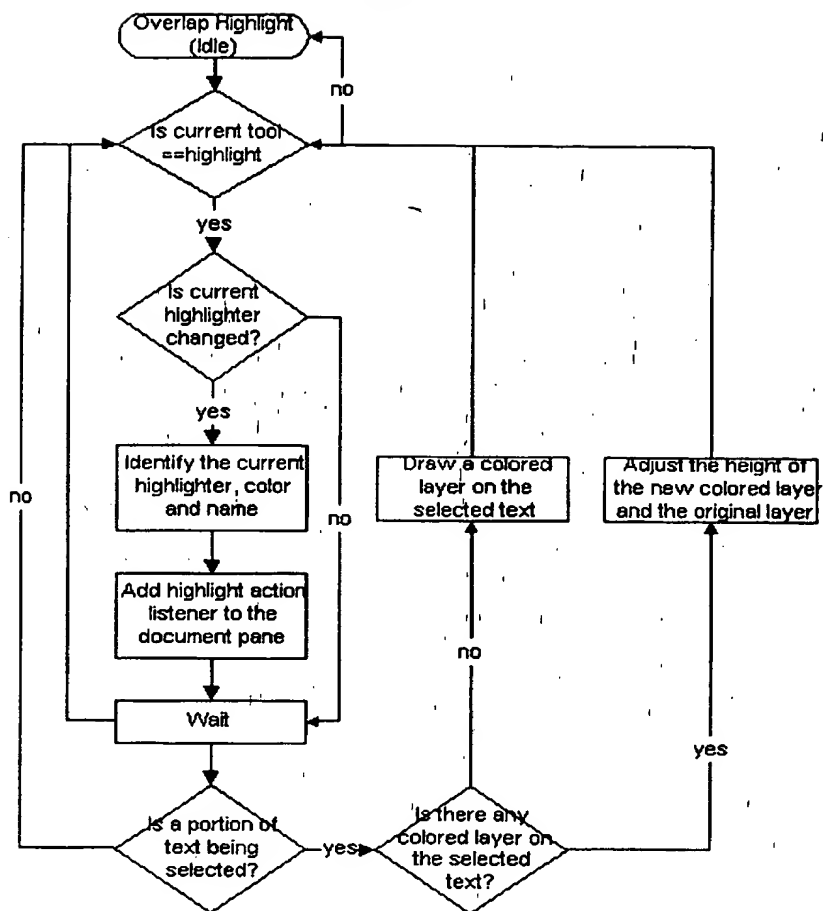 Overlap Highlight
(Idle)
no
Is current tool
==highlight
yes
Is current
highlighter
changed?
yes
Identify the current
highlighter, color
and name
no
no
Draw a colored
layer on the
selected text
Adjust the height of
the new colored layer
and the original layer
Add highlight action
listener to the
document pane
no
Wait
yes
Is a portion of
text being
selected?
yes
Is there any
colored layer on
the selected
text?